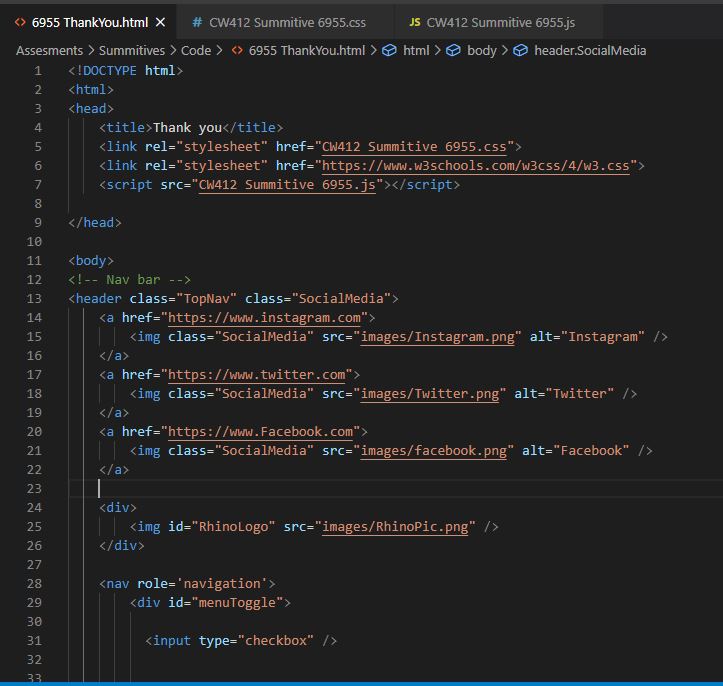 6955 ThankYou.html CW412 Summitive 6955.css JS CW412 Summitive 6955.js
Assesments > Summitives > Code > 6955 ThankYou.html > html > body > header.SocialMedia
1 <!DOCTYPE html>
2 <html>
3 <head>
4 <title>Thank you</title>
5 <link rel="stylesheet" href="CW412 Summitive 6955.css">
6 <link rel="stylesheet" href="https://www.w3schools.com/w3css/4/w3.css">
7 <script src="CW412 Summitive 6955.js"></script>
8
9 </head>
10
11 <body>
12 <!-- Nav bar -->
13 <header class="TopNav" class="SocialMedia">
14 <a href="https://www.instagram.com">
15 <img class="SocialMedia" src="images/Instagram.png" alt="Instagram" />
16 </a>
17 <a href="https://www.twitter.com">
18 <img class="SocialMedia" src="images/Twitter.png" alt="Twitter" />
19 </a>
20 <a href="https://www.Facebook.com">
21 <img class="SocialMedia" src="images/facebook.png" alt="Facebook" />
22 </a>
23
24 <div>
25 <img id="RhinoLogo" src="images/RhinoPic.png" />
26 </div>
27
28 <nav role='navigation'>
29 <div id="menuToggle">
30
31 <input type="checkbox" />
32
33